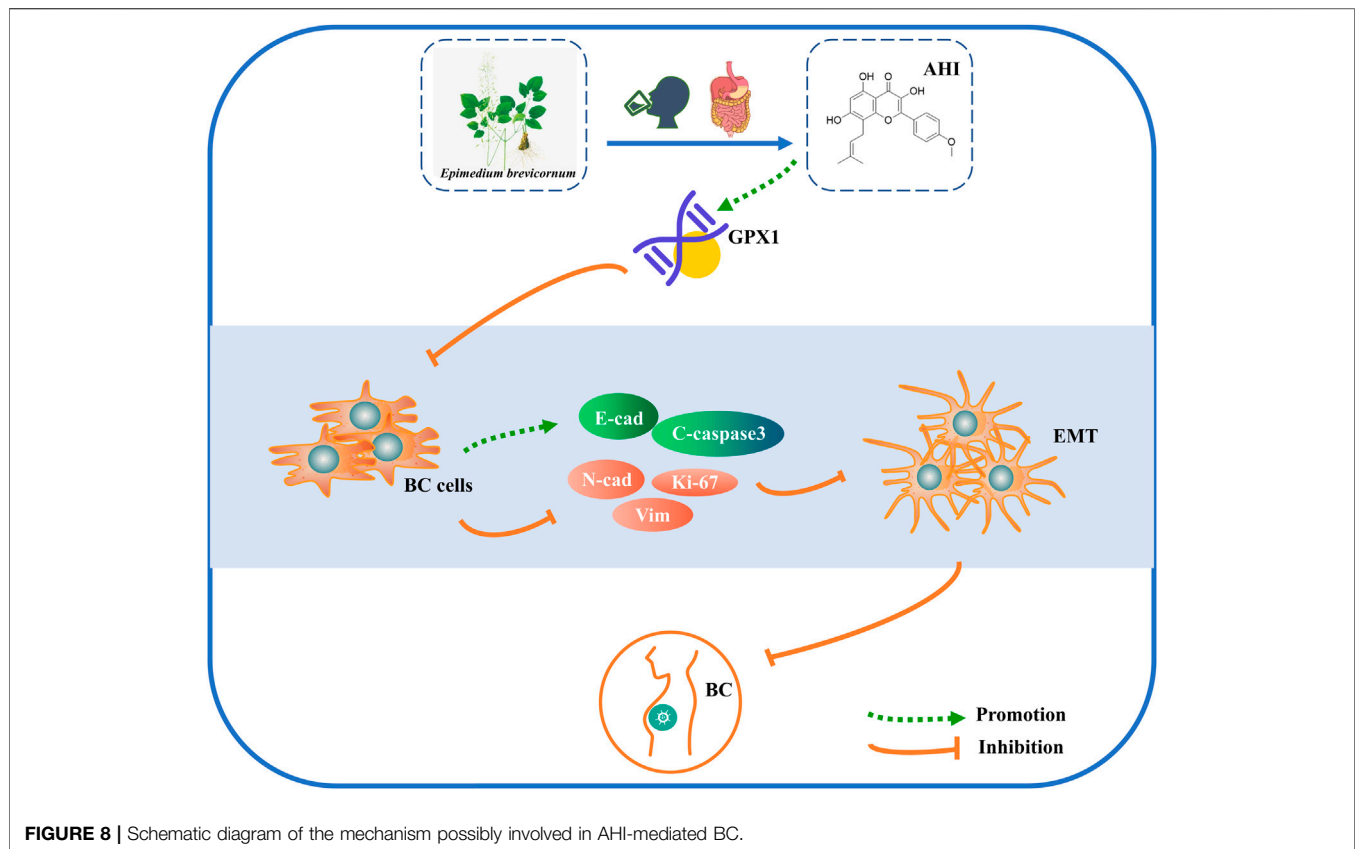 AHI
OH
O
OH
HO
O
O
Epimedium brevicornum
GPX1
E-cad
C-caspase3
EMT
N-cad
Ki-67
BC cells
Vim
BC
Promotion
Inhibition
FIGURE 8 | Schematic diagram of the mechanism possibly involved in AHI-mediated BC.